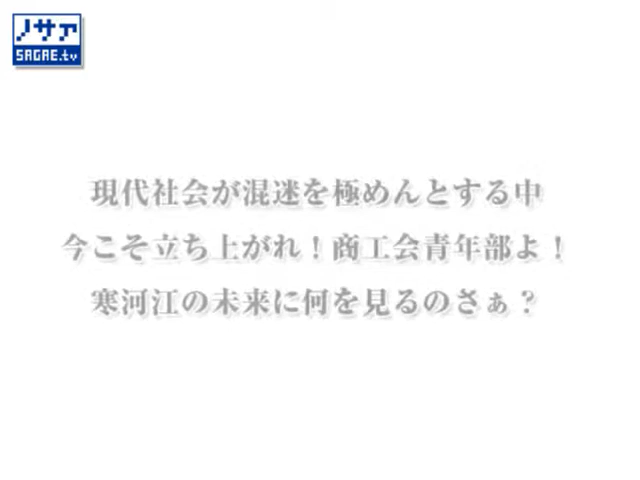 ノサァ
SAGAE.tv
現代社会が混迷を極めんとする中
今こそ立ち上がれ！商工会青年部よ！
寒河江の未来に何を見るのさぁ？